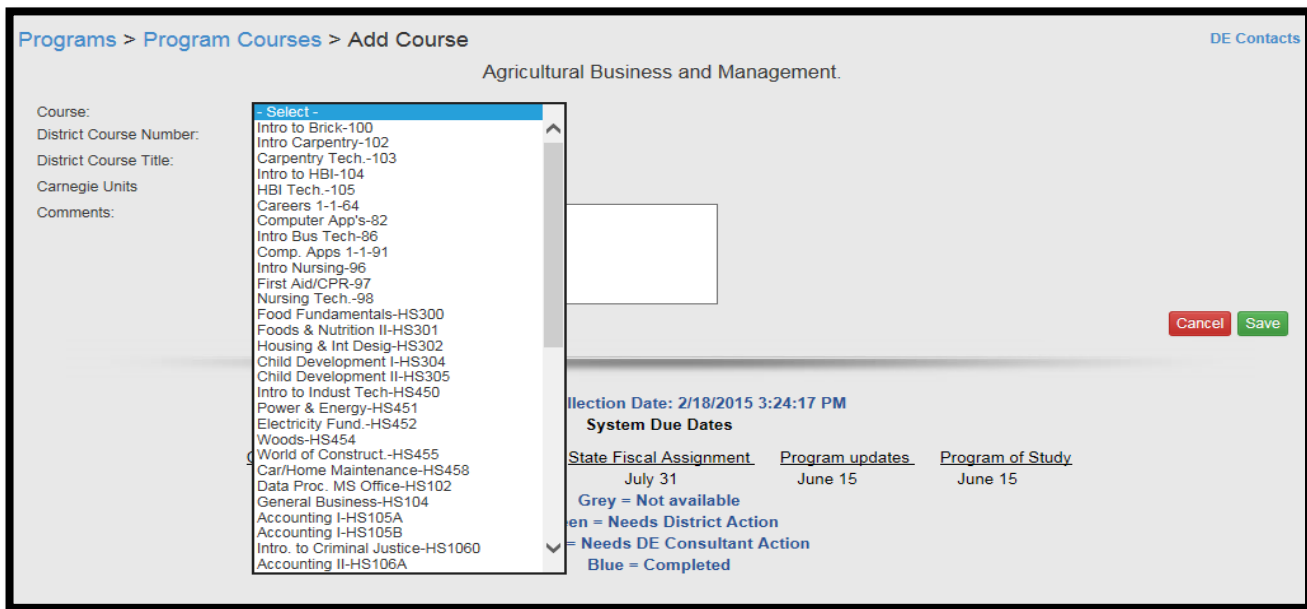 Programs > Program Courses > Add Course
DE Contacts
Agricultural Business and Management.
Course:
District Course Number:
District Course Title:
Carnegie Units
Comments:
- Select -
Intro to Brick-100
Intro Carpentry-102
Carpentry Tech.-103
Intro to HBI-104
HBI Tech.-105
Careers 1-1-64
Computer App's-82
Intro Bus Tech-86
Comp. Apps 1-1-91
Intro Nursing-96
First Aid/CPR-97
Nursing Tech.-98
Food Fundamentals-HS300
Foods & Nutrition II-HS301
Housing & Int Desig-HS302
Child Development I-HS304
Child Development II-HS305
Intro to Indust Tech-HS450
Power & Energy-HS451
Electricity Fund.-HS452
Woods-HS454
World of Construct.-HS455
Car/Home Maintenance-HS458
Data Proc. MS Office-HS102
General Business-HS104
Accounting I-HS105A
Accounting I-HS105B
Intro. to Criminal Justice-HS1060
Accounting II-HS106A
Cancel Save
llection Date: 2/18/2015 3:24:17 PM
System Due Dates
State Fiscal Assignment Program updates Program of Study
July 31 June 15 June 15
Grey = Not available
en = Needs District Action
= Needs DE Consultant Action
Blue = Completed